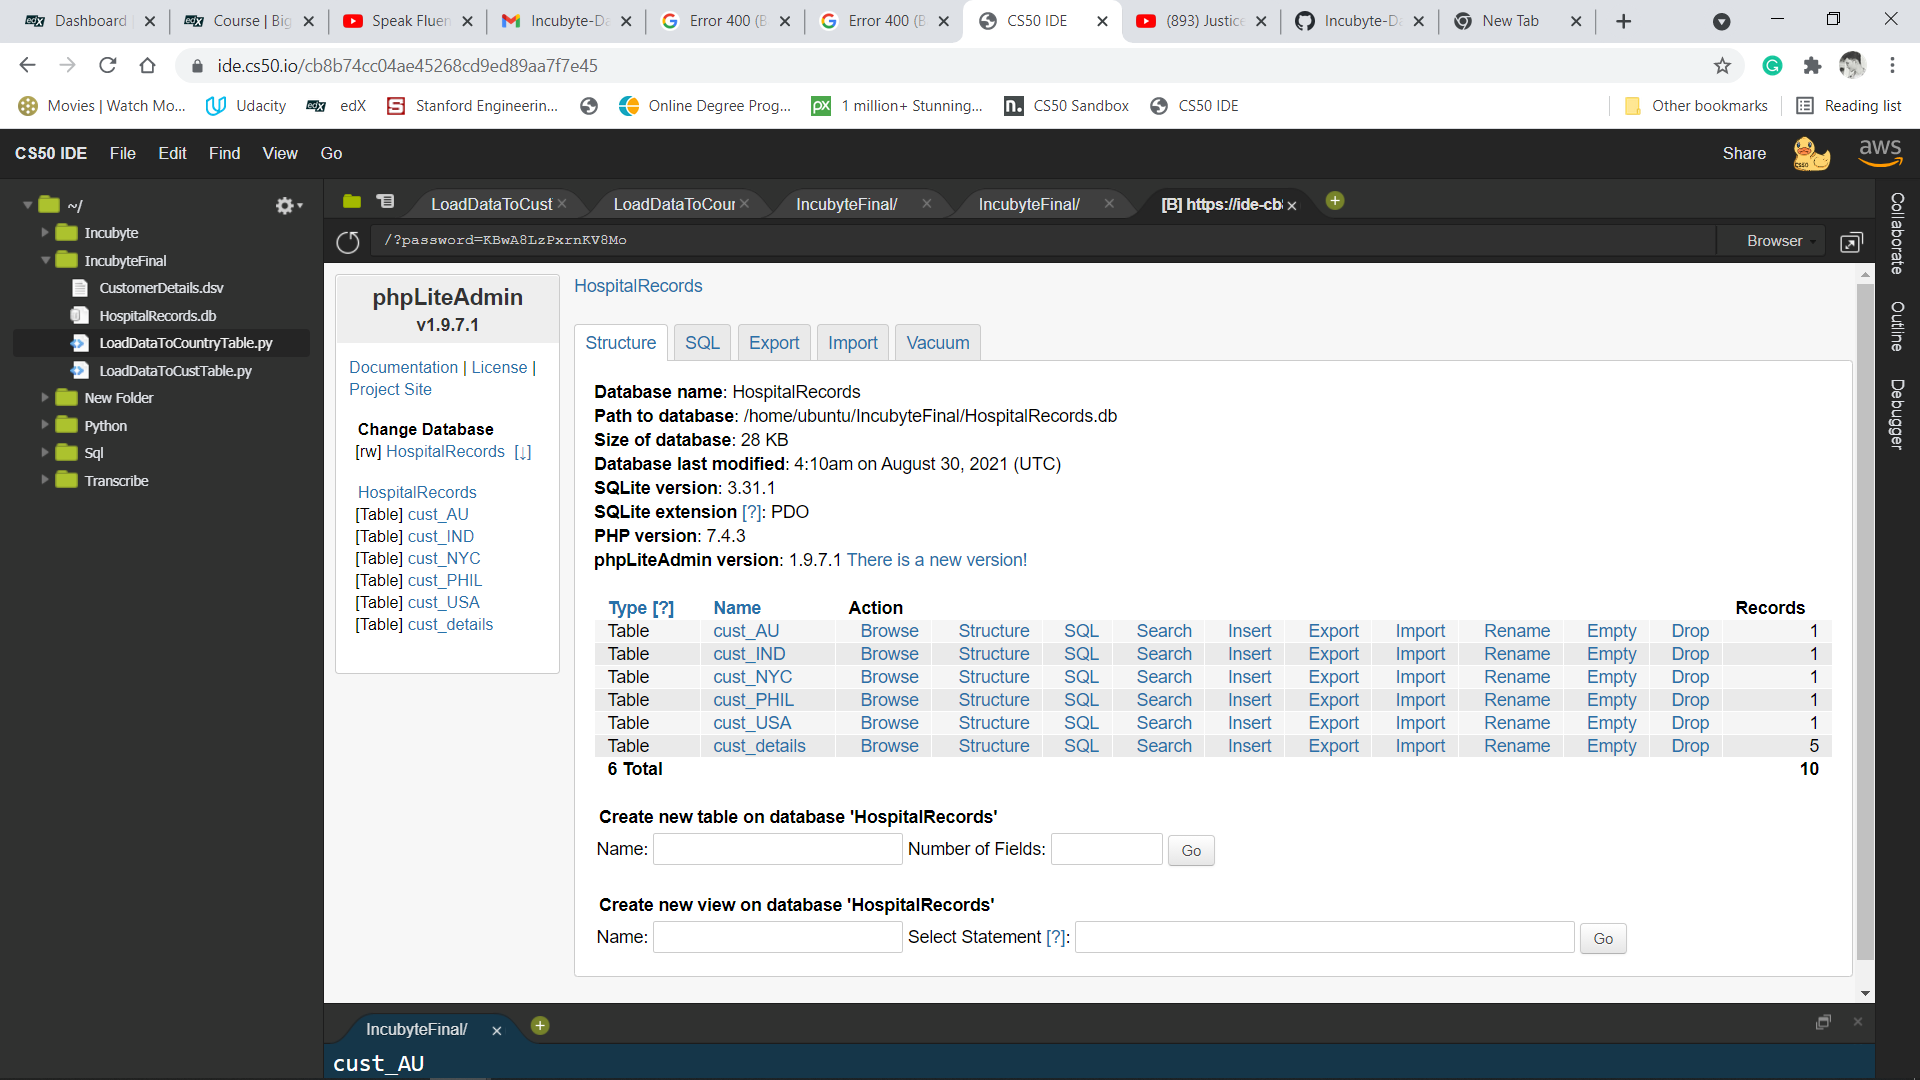 Dashboard
Course | Big
Speak Fluen
Incubyte-Da
Error 400 (B
Error 400 (B
CS50 IDE
(893) Justice
Incubyte-Da
New Tab
ide.cs50.io/cb8b74cc04ae45268cd9ed89aa7f7e45
Movies | Watch Mo...
Udacity
edX
Stanford Engineerin...
Online Degree Prog...
1 million+ Stunning...
CS50 Sandbox
CS50 IDE
Other bookmarks
Reading list
CS50 IDE File Edit Find View Go
Share
aws
~/
Incubyte
IncubyteFinal
CustomerDetails.dsv
HospitalRecords.db
LoadDataToCountryTable.py
LoadDataToCustTable.py
New Folder
Python
Sql
Transcribe
LoadDataToCust
LoadDataToCour
IncubyteFinal/
IncubyteFinal/
[B] https://ide-cb8
/?password=KBwA8LzPxrnKV8Mo
Browser
Collaborate
Outline
Debugger
phpLiteAdmin
v1.9.7.1
Documentation | License |
Project Site
Change Database
[rw] HospitalRecords [↓]
HospitalRecords
[Table] cust_AU
[Table] cust_IND
[Table] cust_NYC
[Table] cust_PHIL
[Table] cust_USA
[Table] cust_details
HospitalRecords
Structure SQL Export Import Vacuum
Database name: HospitalRecords
Path to database: /home/ubuntu/IncubyteFinal/HospitalRecords.db
Size of database: 28 KB
Database last modified: 4:10am on August 30, 2021 (UTC)
SQLite version: 3.31.1
SQLite extension [?]: PDO
PHP version: 7.4.3
phpLiteAdmin version: 1.9.7.1 There is a new version!
Type [?] Name Action Records
Table cust_AU Browse Structure SQL Search Insert Export Import Rename Empty Drop 1
Table cust_IND Browse Structure SQL Search Insert Export Import Rename Empty Drop 1
Table cust_NYC Browse Structure SQL Search Insert Export Import Rename Empty Drop 1
Table cust_PHIL Browse Structure SQL Search Insert Export Import Rename Empty Drop 1
Table cust_USA Browse Structure SQL Search Insert Export Import Rename Empty Drop 1
Table cust_details Browse Structure SQL Search Insert Export Import Rename Empty Drop 5
6 Total 10
Create new table on database 'HospitalRecords'
Name: Number of Fields: Go
Create new view on database 'HospitalRecords'
Name: Select Statement [?]: Go
IncubyteFinal/
cust_AU